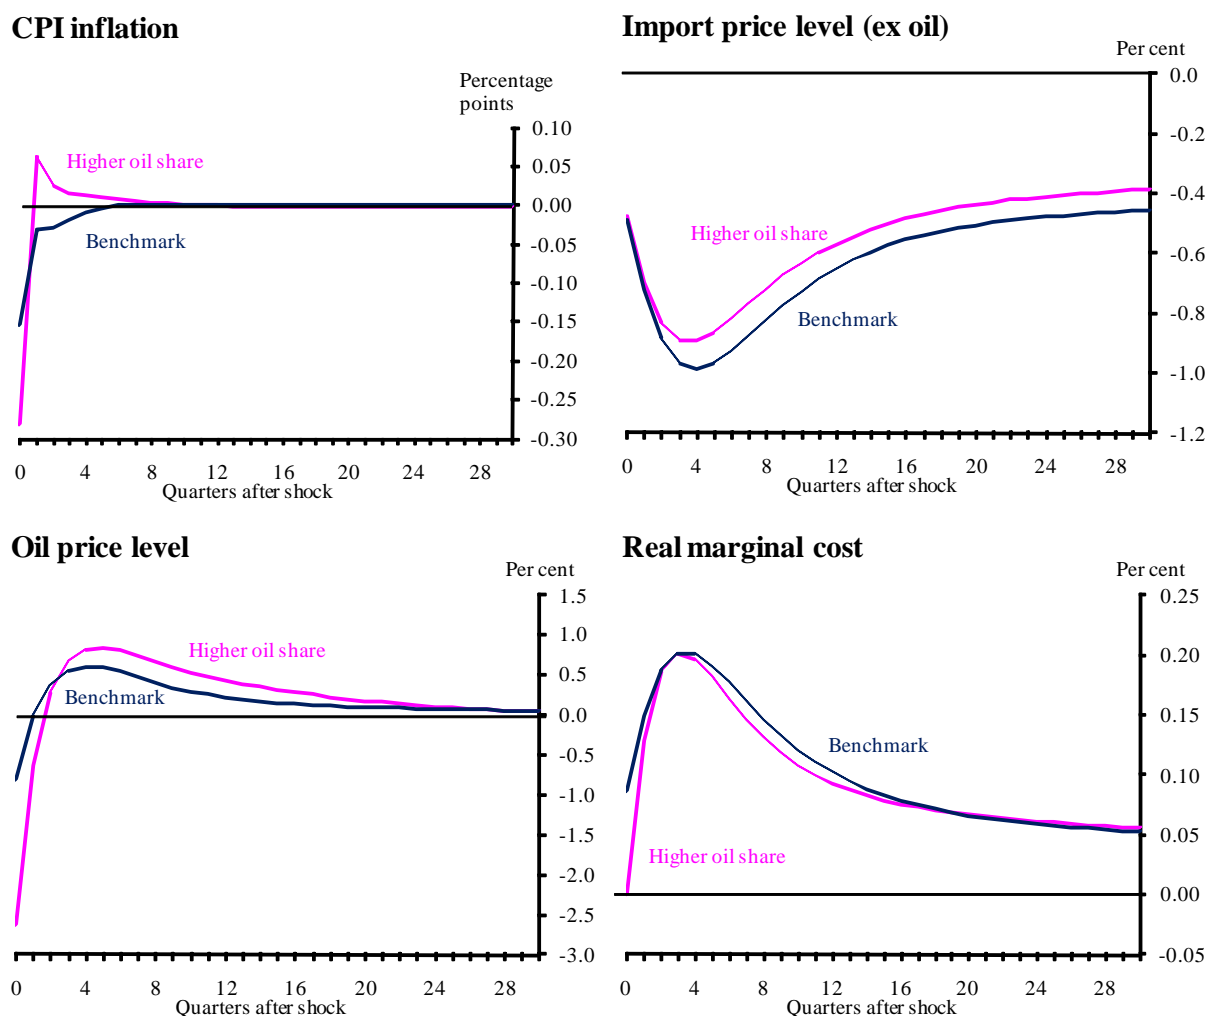 CPI inflation
Percentage
points
0.10
0.05
0.00
-0.05
-0.10
-0.15
-0.20
-0.25
-0.30
Higher oil share
Benchmark
0 4 8 12 16 20 24 28
Quarters after shock
Import price level (ex oil)
Per cent
0.0
-0.2
-0.4
-0.6
-0.8
-1.0
-1.2
Higher oil share
Benchmark
0 4 8 12 16 20 24 28
Quarters after shock
Oil price level
Per cent
1.5
1.0
0.5
0.0
-0.5
-1.0
-1.5
-2.0
-2.5
-3.0
Higher oil share
Benchmark
0 4 8 12 16 20 24 28
Quarters after shock
Real marginal cost
Per cent
0.25
0.20
0.15
0.10
0.05
0.00
-0.05
Benchmark
Higher oil share
0 4 8 12 16 20 24 28
Quarters after shock